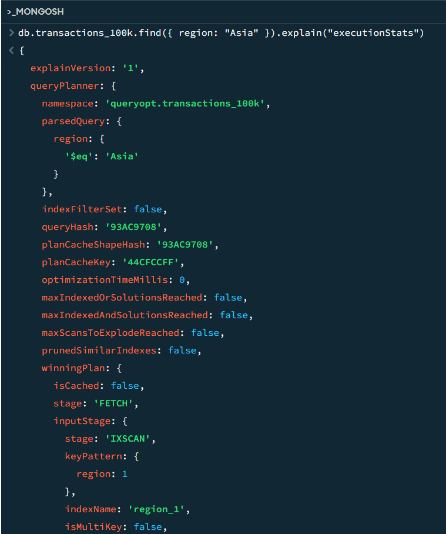 >_MONGOSH
> db.transactions_100k.find({ region: "Asia" }).explain("executionStats")
< {
explainVersion: '1',
queryPlanner: {
namespace: 'queryopt.transactions_100k',
parsedQuery: {
region: {
'$eq': 'Asia'
}
},
indexFilterSet: false,
queryHash: '93AC9708',
planCacheShapeHash: '93AC9708',
planCacheKey: '44CFCCFF',
optimizationTimeMillis: 0,
maxIndexedOrSolutionsReached: false,
maxIndexedAndSolutionsReached: false,
maxScansToExplodeReached: false,
prunedSimilarIndexes: false,
winningPlan: {
isCached: false,
stage: 'FETCH',
inputStage: {
stage: 'IXSCAN',
keyPattern: {
region: 1
},
indexName: 'region_1',
isMultiKey: false,